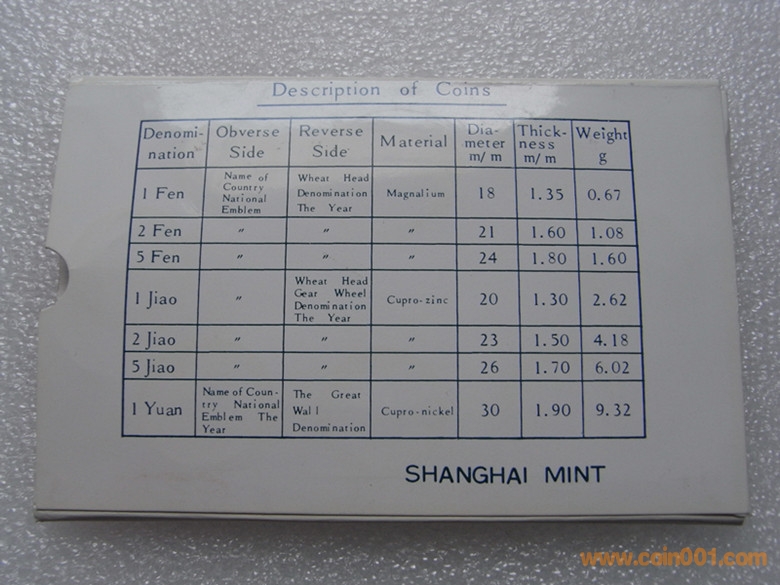 Description of Coins
Denomi-
nation
Obverse
Side
Reverse
Side
Material
Dia-
meter
m/m
Thick-
ness
m/m
Weight
g
1 Fen
Name of
Country
National
Emblem
Wheat Head
Denomination
The Year
Magnalium
18
1.35
0.67
2 Fen
〃
〃
〃
21
1.60
1.08
5 Fen
〃
〃
〃
24
1.80
1.60
1 Jiao
〃
Wheat Head
Gear Wheel
Denomination
The Year
Cupro-zinc
20
1.30
2.62
2 Jiao
〃
〃
〃
23
1.50
4.18
5 Jiao
〃
〃
〃
26
1.70
6.02
1 Yuan
Name of Coun-
try National
Emblem The
Year
The Great
Wall
Denomination
Cupro-nickel
30
1.90
9.32
SHANGHAI MINT
www.coin001.com